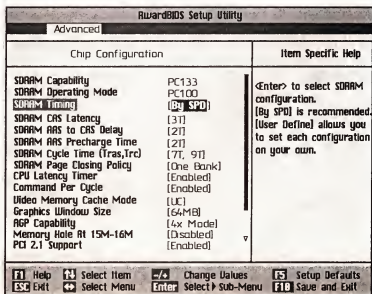 AwardBIOS Setup Utility
Advanced
Chip Configuration
Item Specific Help
SDRAM Capability PC133
SDRAM Operating Mode PC100
SDRAM Timing [By SPD]
SDRAM CAS Latency [3T]
SDRAM RAS to CAS Delay [2T]
SDRAM RAS Precharge Time [2T]
SDRAM Cycle Time (Tras,Trc) [7T, 9T]
SDRAM Page Closing Policy [One Bank]
CPU Latency Timer [Enabled]
Command Per Cycle [Enabled]
Video Memory Cache Mode [UC]
Graphics Window Size [64MB]
AGP Capability [4x Mode]
Memory Hole At 15M-16M [Disabled]
PCI 2.1 Support [Enabled]
<Enter> to select SDRAM
configuration.
[By SPD] is recommended.
[User Define] allows you
to set each configuration
on your own.
F1 Help ↑↓ Select Item -/+ Change Values F5 Setup Defaults
ESC Exit ↔ Select Menu Enter Select ▸ Sub-Menu F10 Save and Exit